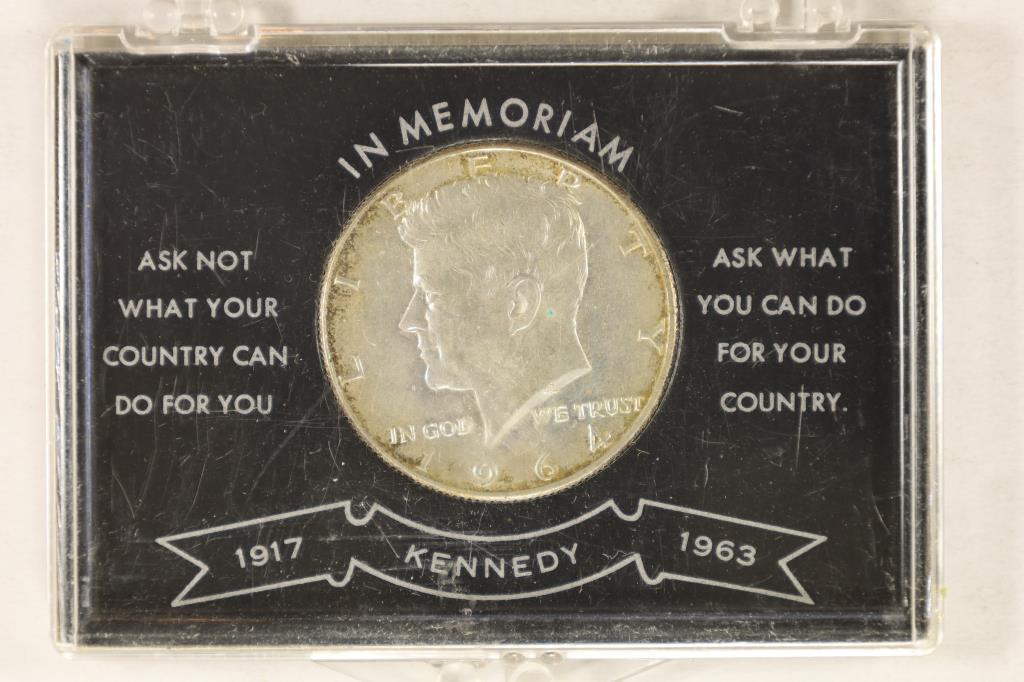 IN MEMORIAM
ASK NOT
WHAT YOUR
COUNTRY CAN
DO FOR YOU
LIBERTY
IN GOD WE TRUST
1964
ASK WHAT
YOU CAN DO
FOR YOUR
COUNTRY.
1917 KENNEDY 1963